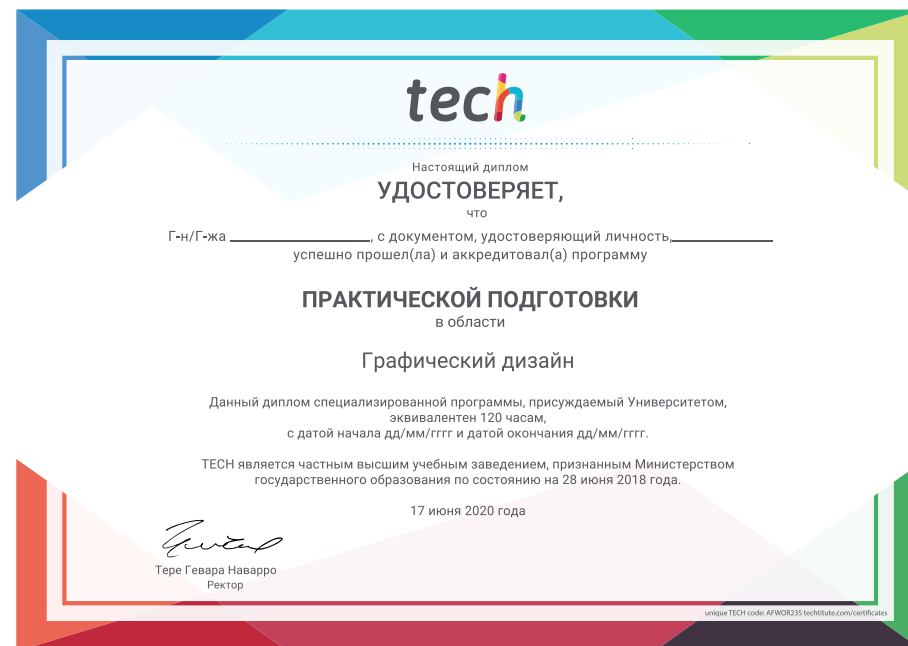 tech
Настоящий диплом
УДОСТОВЕРЯЕТ,
что
Г-н/Г-жа ____________, с документом, удостоверяющий личность,____________
успешно прошел(ла) и аккредитовал(а) программу
ПРАКТИЧЕСКОЙ ПОДГОТОВКИ
в области
Графический дизайн
Данный диплом специализированной программы, присуждаемый Университетом,
эквивалентен 120 часам,
с датой начала дд/мм/гггг и датой окончания дд/мм/гггг.
TECH является частным высшим учебным заведением, признанным Министерством
государственного образования по состоянию на 28 июня 2018 года.
17 июня 2020 года
Тере Гевара Наварро
Ректор
unique TECH code: AFWOR23S techtitute.com/certificates